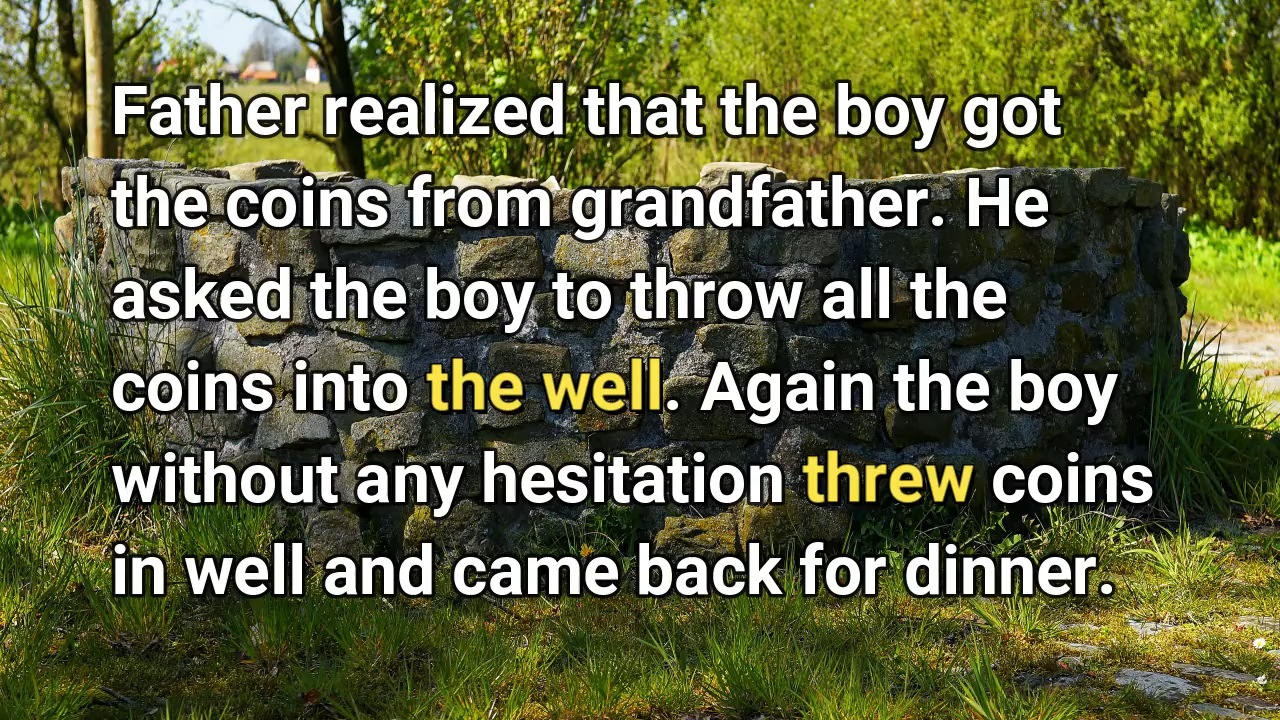 Father realized that the boy got
the coins from grandfather. He
asked the boy to throw all the
coins into the well. Again the boy
without any hesitation threw coins
in well and came back for dinner.